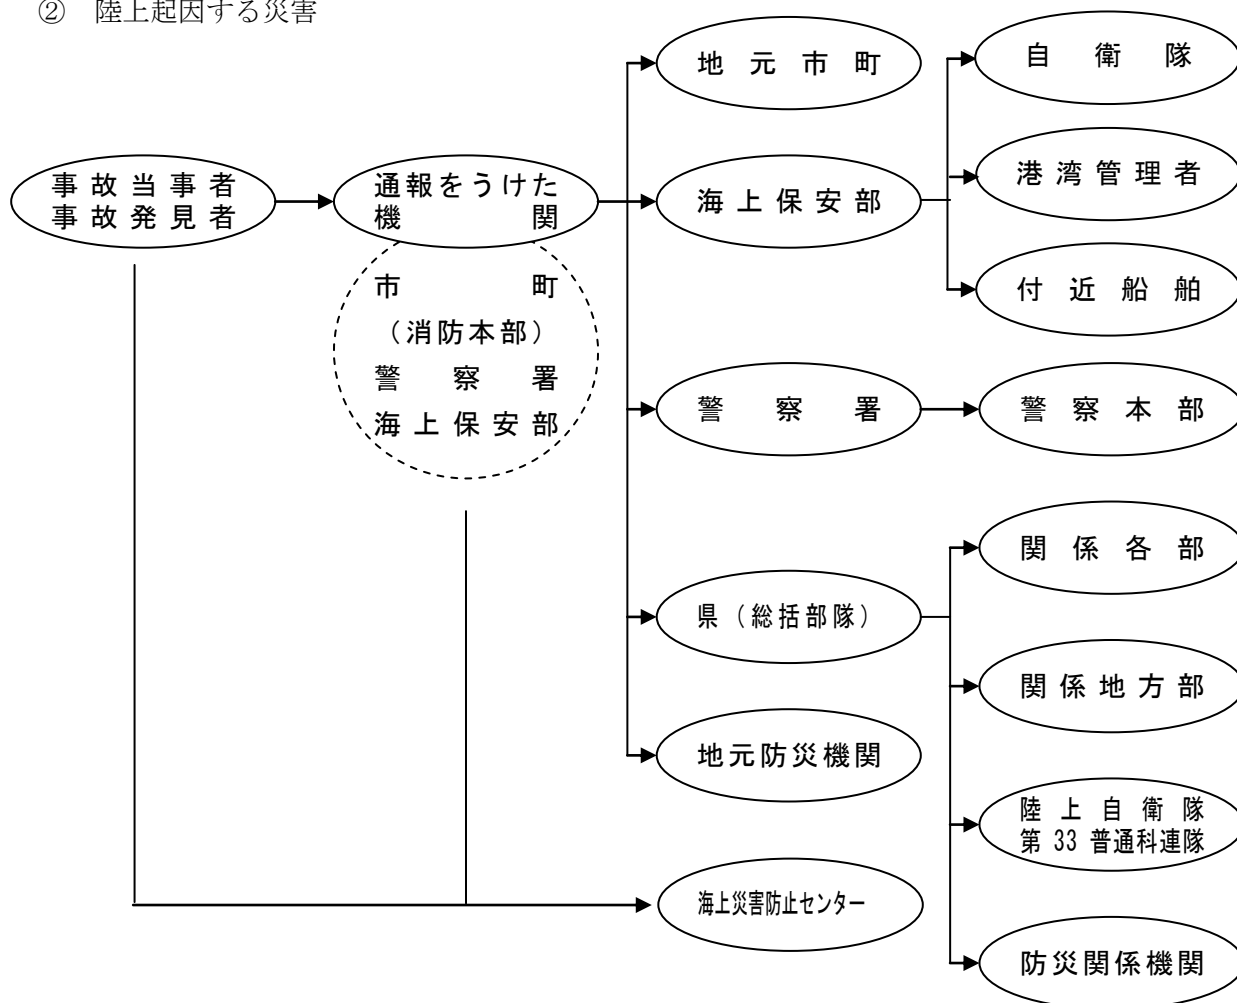 ② 陸上起因する災害
事故当事者
事故発見者
通報をうけた
機関
市町
（消防本部）
警察署
海上保安部
地元市町
海上保安部
警察署
県（総括部隊）
地元防災機関
海上災害防止センター
自衛隊
港湾管理者
付近船舶
警察本部
関係各部
関係地方部
陸上自衛隊
第 33 普通科連隊
防災関係機関